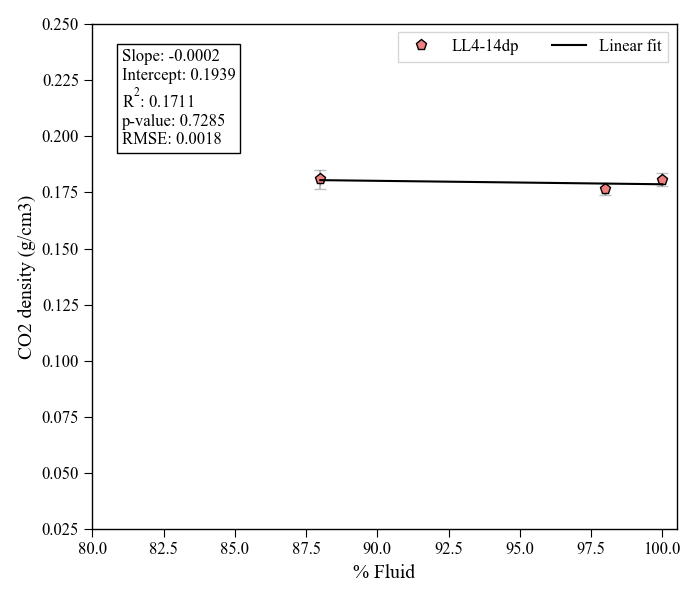 0.250
0.225
0.200
0.175
0.150
0.125
0.100
0.075
0.050
0.025
CO2 density (g/cm3)
Slope: -0.0002
Intercept: 0.1939
R²: 0.1711
p-value: 0.7285
RMSE: 0.0018
LL4-14dp
Linear fit
80.0 82.5 85.0 87.5 90.0 92.5 95.0 97.5 100.0
% Fluid